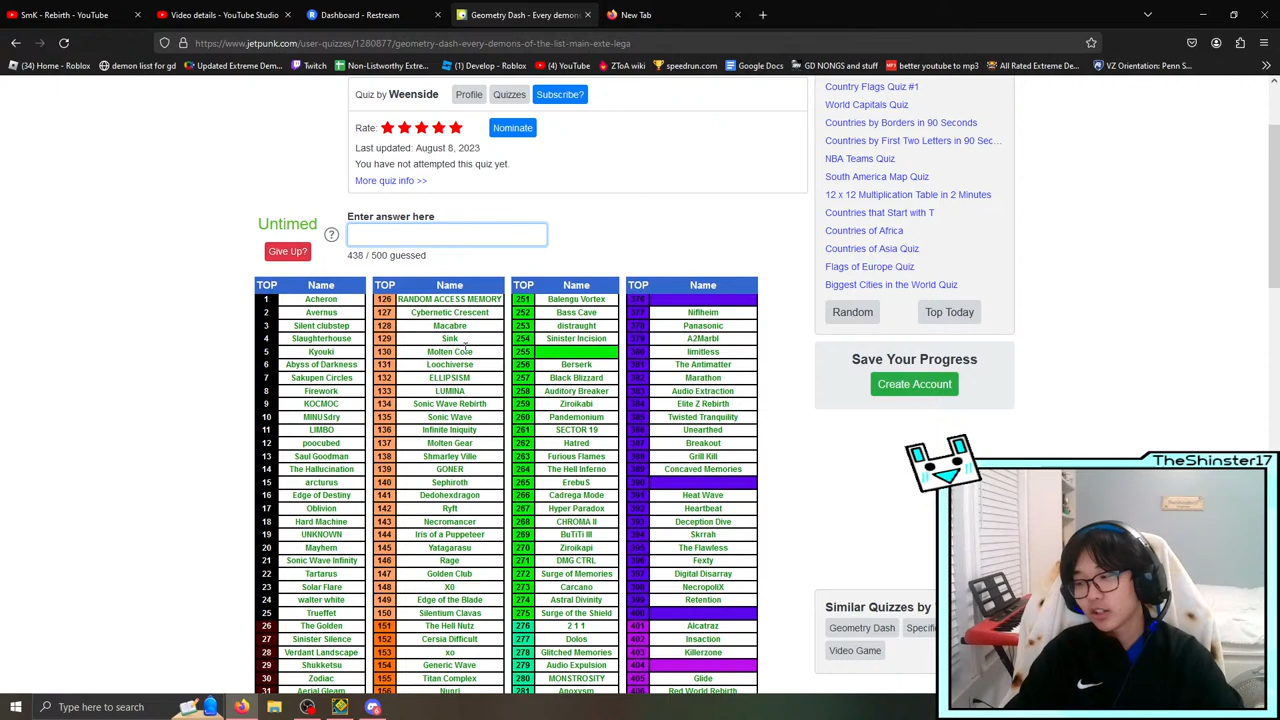 SmK - Rebirth - YouTube
Video details - YouTube Studio
Dashboard - Restream
Geometry Dash - Every demons
New Tab
https://www.jetpunk.com/user-quizzes/1280877/geometry-dash-every-demons-of-the-list-main-exte-lega
(34) Home - Roblox
demon lisst for gd
Updated Extreme Dem...
Twitch
Non-Listworthy Extre...
(1) Develop - Roblox
(4) YouTube
ZToA wiki
speedrun.com
Google Docs
GD NONGS and stuff
better youtube to mp3
All Rated Extreme De...
VZ Orientation: Penn S...
Quiz by Weenside
Profile
Quizzes
Subscribe?
Rate:
Nominate
Last updated: August 8, 2023
You have not attempted this quiz yet.
More quiz info >>
Untimed
Give Up?
?
Enter answer here
438 / 500 guessed
TOP Name TOP Name TOP Name TOP Name
1 Acheron 126 RANDOM ACCESS MEMORY 251 Balengu Vortex 376
2 Avernus 127 Cybernetic Crescent 252 Bass Cave 377 Niflheim
3 Silent clubstep 128 Macabre 253 distraught 378 Panasonic
4 Slaughterhouse 129 Sink 254 Sinister Incision 379 A2Marbl
5 Kyouki 130 Molten Core 255 380 limitless
6 Abyss of Darkness 131 Loochiverse 256 Berserk 381 The Antimatter
7 Sakupen Circles 132 ELLIPSISM 257 Black Blizzard 382 Marathon
8 Firework 133 LUMINA 258 Auditory Breaker 383 Audio Extraction
9 KOCMOC 134 Sonic Wave Rebirth 259 Ziroikabi 384 Elite Z Rebirth
10 MINUSdry 135 Sonic Wave 260 Pandemonium 385 Twisted Tranquility
11 LIMBO 136 Infinite Iniquity 261 SECTOR 19 386 Unearthed
12 poocubed 137 Molten Gear 262 Hatred 387 Breakout
13 Saul Goodman 138 Shmarley Ville 263 Furious Flames 388 Grill Kill
14 The Hallucination 139 GONER 264 The Hell Inferno 389 Concaved Memories
15 arcturus 140 Sephiroth 265 ErebuS 390
16 Edge of Destiny 141 Dedohexdragon 266 Cadrega Mode 391 Heat Wave
17 Oblivion 142 Ryft 267 Hyper Paradox 392 Heartbeat
18 Hard Machine 143 Necromancer 268 CHROMA II 393 Deception Dive
19 UNKNOWN 144 Iris of a Puppeteer 269 BuTiTi III 394 Skrrah
20 Mayhem 145 Yatagarasu 270 Ziroikapi 395 The Flawless
21 Sonic Wave Infinity 146 Rage 271 DMG CTRL 396 Fexty
22 Tartarus 147 Golden Club 272 Surge of Memories 397 Digital Disarray
23 Solar Flare 148 X0 273 Carcano 398 NecropoliX
24 walter white 149 Edge of the Blade 274 Astral Divinity 399 Retention
25 Trueffet 150 Silentium Clavas 275 Surge of the Shield 400
26 The Golden 151 The Hell Nutz 276 2 1 1 401 Alcatraz
27 Sinister Silence 152 Cersia Difficult 277 Dolos 402 Insaction
28 Verdant Landscape 153 xo 278 Glitched Memories 403 Killerzone
29 Shukketsu 154 Generic Wave 279 Audio Expulsion 404
30 Zodiac 155 Titan Complex 280 MONSTROSITY 405 Glide
31 Aerial Gleam 156 Nunri 281 Anoxysm 406 Red World Rebirth
Country Flags Quiz #1
World Capitals Quiz
Countries by Borders in 90 Seconds
Countries by First Two Letters in 90 Sec...
NBA Teams Quiz
South America Map Quiz
12 x 12 Multiplication Table in 2 Minutes
Countries that Start with T
Countries of Africa
Countries of Asia Quiz
Flags of Europe Quiz
Biggest Cities in the World Quiz
Random
Top Today
Save Your Progress
Create Account
Similar Quizzes by
Geometry Dash
Specific
Video Game
TheShinster17
Type here to search